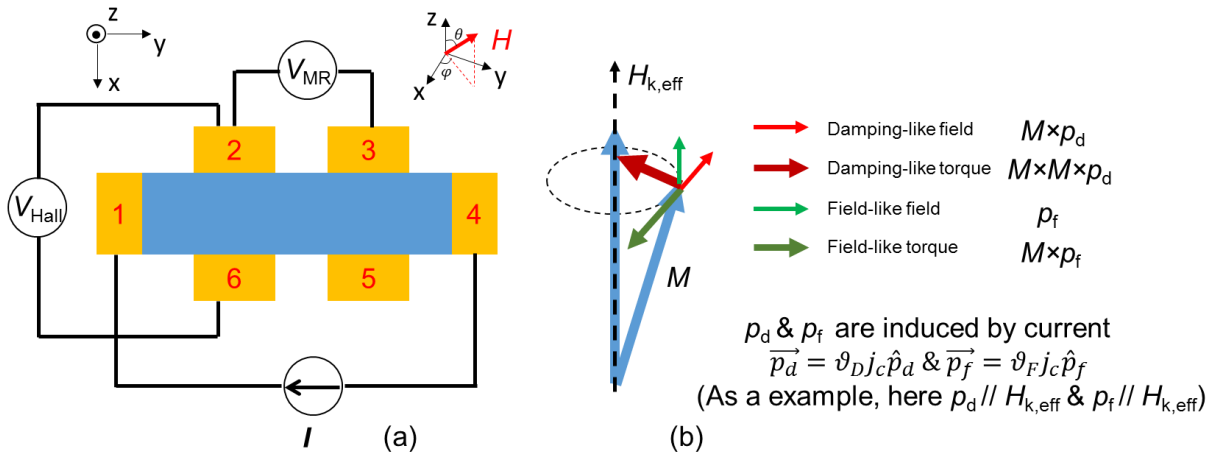 z
y
x
z
θ
H
φ
x
y
V_MR
V_Hall
2
3
1
4
6
5
I
(a)
H_k,eff
M
Damping-like field M×p_d
Damping-like torque M×M×p_d
Field-like field p_f
Field-like torque M×p_f
p_d & p_f are induced by current
\overrightarrow{p_d} = ϑ_D j_c p̂_d & \overrightarrow{p_f} = ϑ_F j_c p̂_f
(As a example, here p_d // H_k,eff & p_f // H_k,eff)
(b)